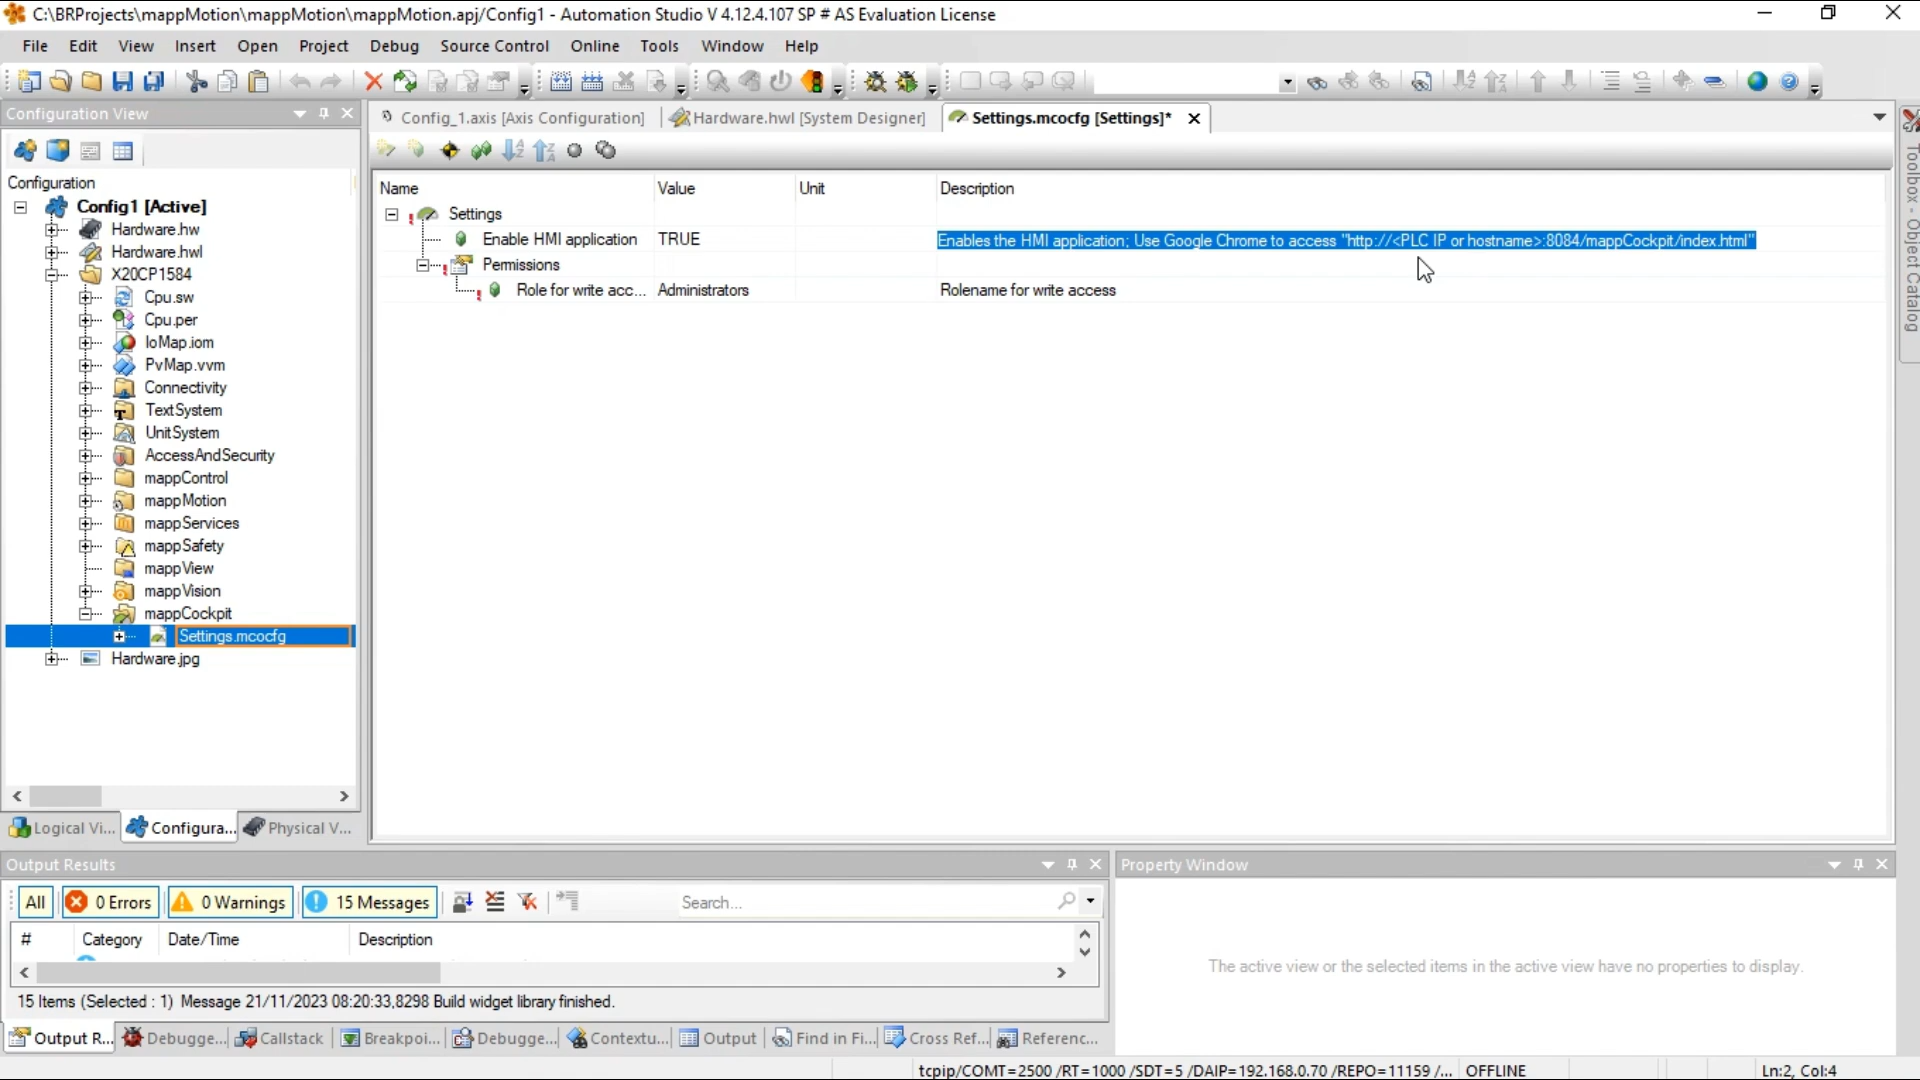 C:\BRProjects\mappMotion\mappMotion\mappMotion.apj/Config1 - Automation Studio V 4.12.4.107 SP # AS Evaluation License
File Edit View Insert Open Project Debug Source Control Online Tools Window Help
Configuration View
Config_1.axis [Axis Configuration] Hardware.hwl [System Designer] Settings.mcocfg [Settings]*
Toolbox - Object Catalog
Configuration
Config1 [Active]
Hardware.hw
Hardware.hwl
X20CP1584
Cpu.sw
Cpu.per
IoMap.iom
PvMap.vvm
Connectivity
TextSystem
UnitSystem
AccessAndSecurity
mappControl
mappMotion
mappServices
mappSafety
mappView
mappVision
mappCockpit
Settings.mcocfg
Hardware.jpg
Name Value Unit Description
Settings
Enable HMI application TRUE Enables the HMI application; Use Google Chrome to access "http://<PLC IP or hostname>:8084/mappCockpit/index.html"
Permissions
Role for write acc... Administrators Rolename for write access
Logical Vi... Configura... Physical V...
Output Results
All 0 Errors 0 Warnings 15 Messages Search...
# Category Date/Time Description
15 Items (Selected : 1) Message 21/11/2023 08:20:33,8298 Build widget library finished.
Output R... Debugge... Callstack Breakpoi... Debugge... Contextu... Output Find in Fi... Cross Ref... Referenc...
Property Window
The active view or the selected items in the active view have no properties to display.
tcpip/COMT=2500 /RT=1000 /SDT=5 /DAIP=192.168.0.70 /REPO=11159 /... OFFLINE Ln:2, Col:4